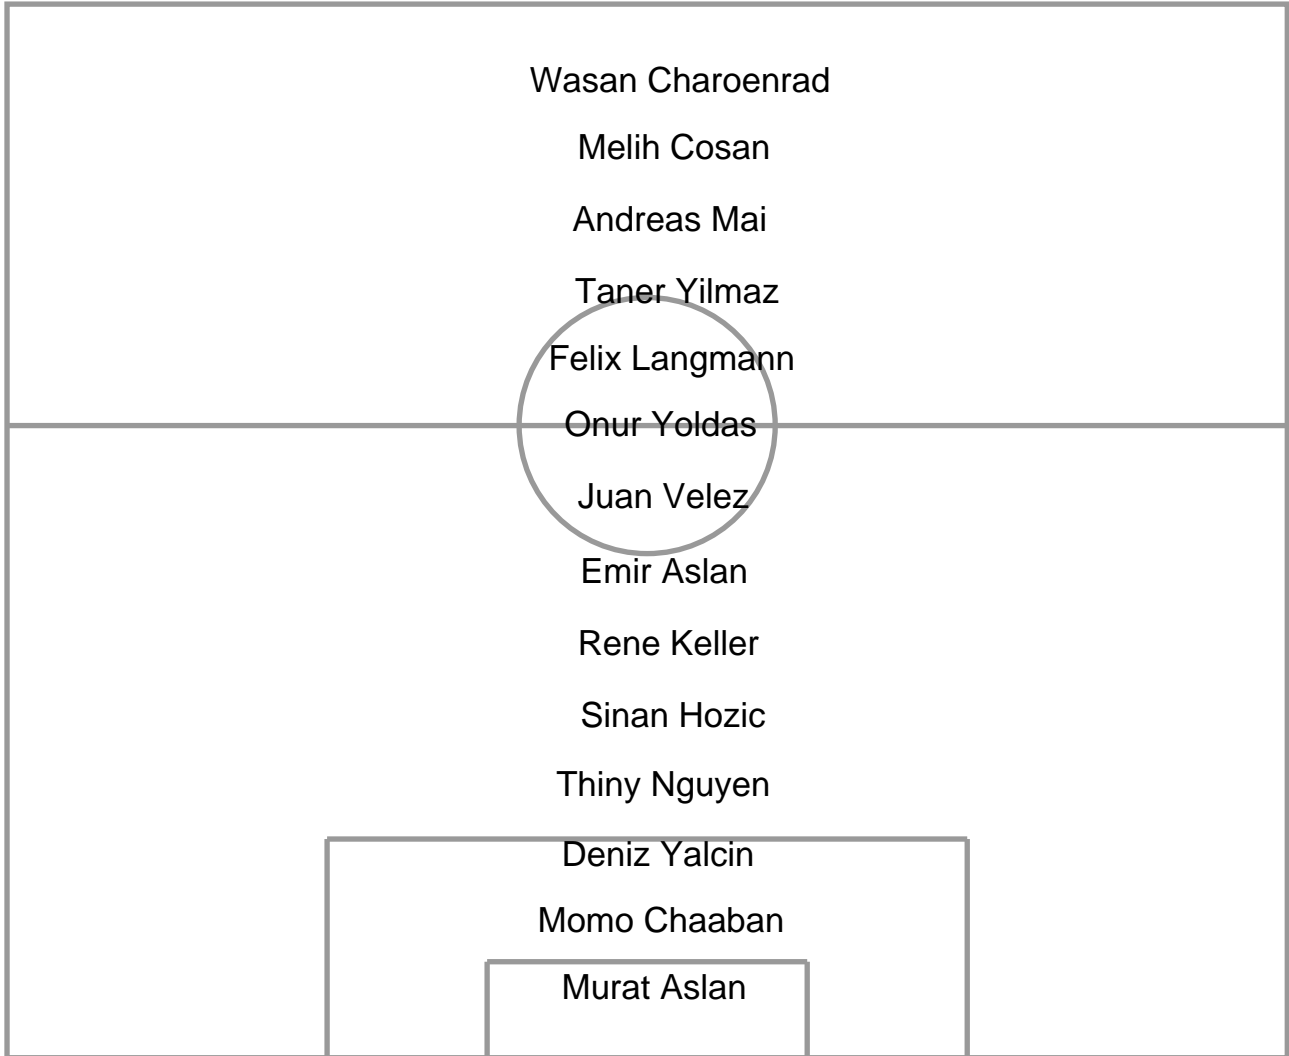 Wasan Charoenrad
Melih Cosan
Andreas Mai
Taner Yilmaz
Felix Langmann
Onur Yoldas
Juan Velez
Emir Aslan
Rene Keller
Sinan Hozic
Thiny Nguyen
Deniz Yalcin
Momo Chaaban
Murat Aslan